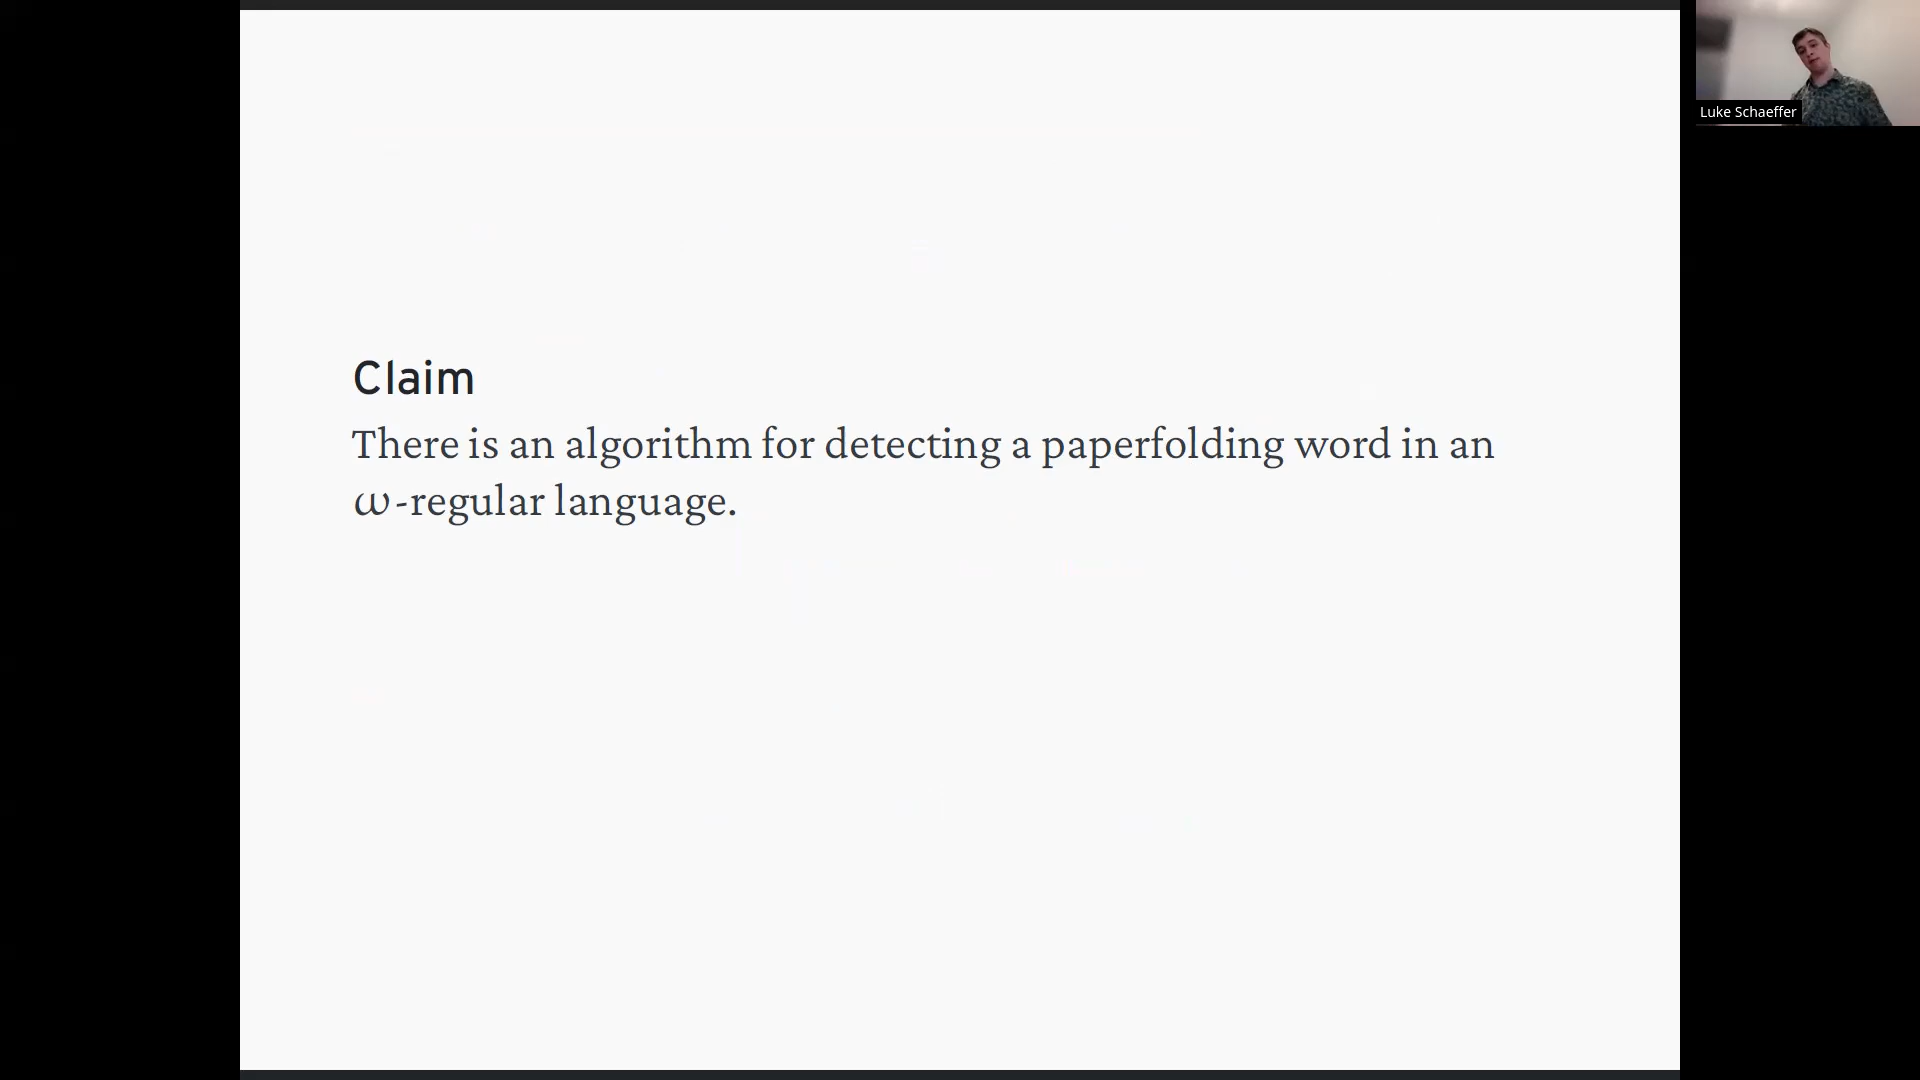 Luke Schaeffer
Claim
There is an algorithm for detecting a paperfolding word in an
ω-regular language.